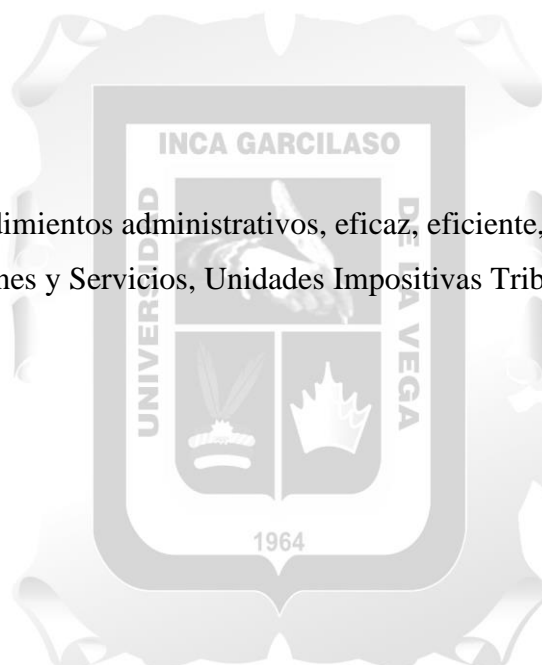 INCA GARCILASO
UNIVERSIDAD
DE LA VEGA
dimientos administrativos, eficaz, eficiente,
nes y Servicios, Unidades Impositivas Trib
1964